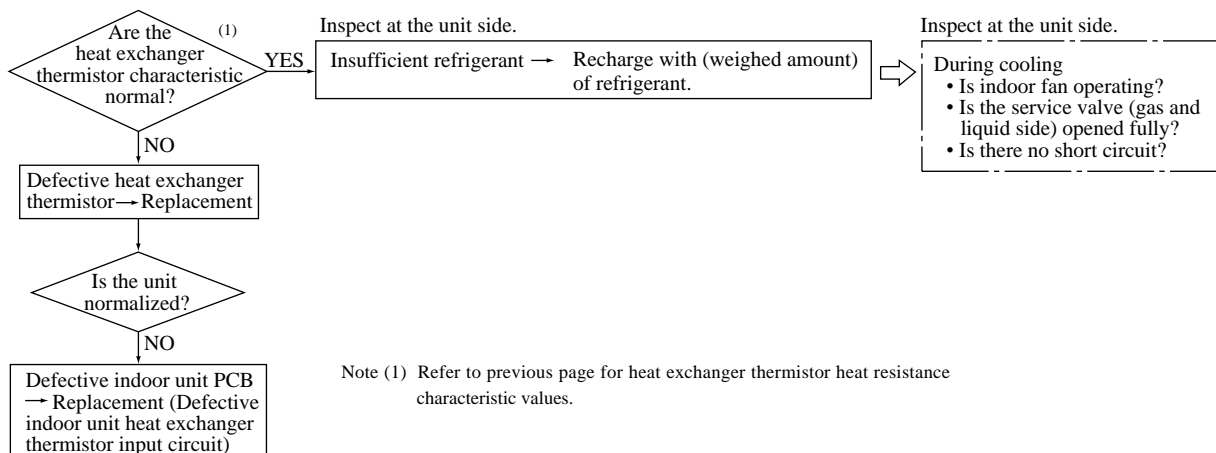 Are the
(1)
heat exchanger
thermistor characteristic
normal?
YES
Inspect at the unit side.
Insufficient refrigerant → Recharge with (weighed amount)
of refrigerant.
Inspect at the unit side.
During cooling
• Is indoor fan operating?
• Is the service valve (gas and
liquid side) opened fully?
• Is there no short circuit?
NO
Defective heat exchanger
thermistor → Replacement
Is the unit
normalized?
NO
Defective indoor unit PCB
→ Replacement (Defective
indoor unit heat exchanger
thermistor input circuit)
Note (1) Refer to previous page for heat exchanger thermistor heat resistance
characteristic values.